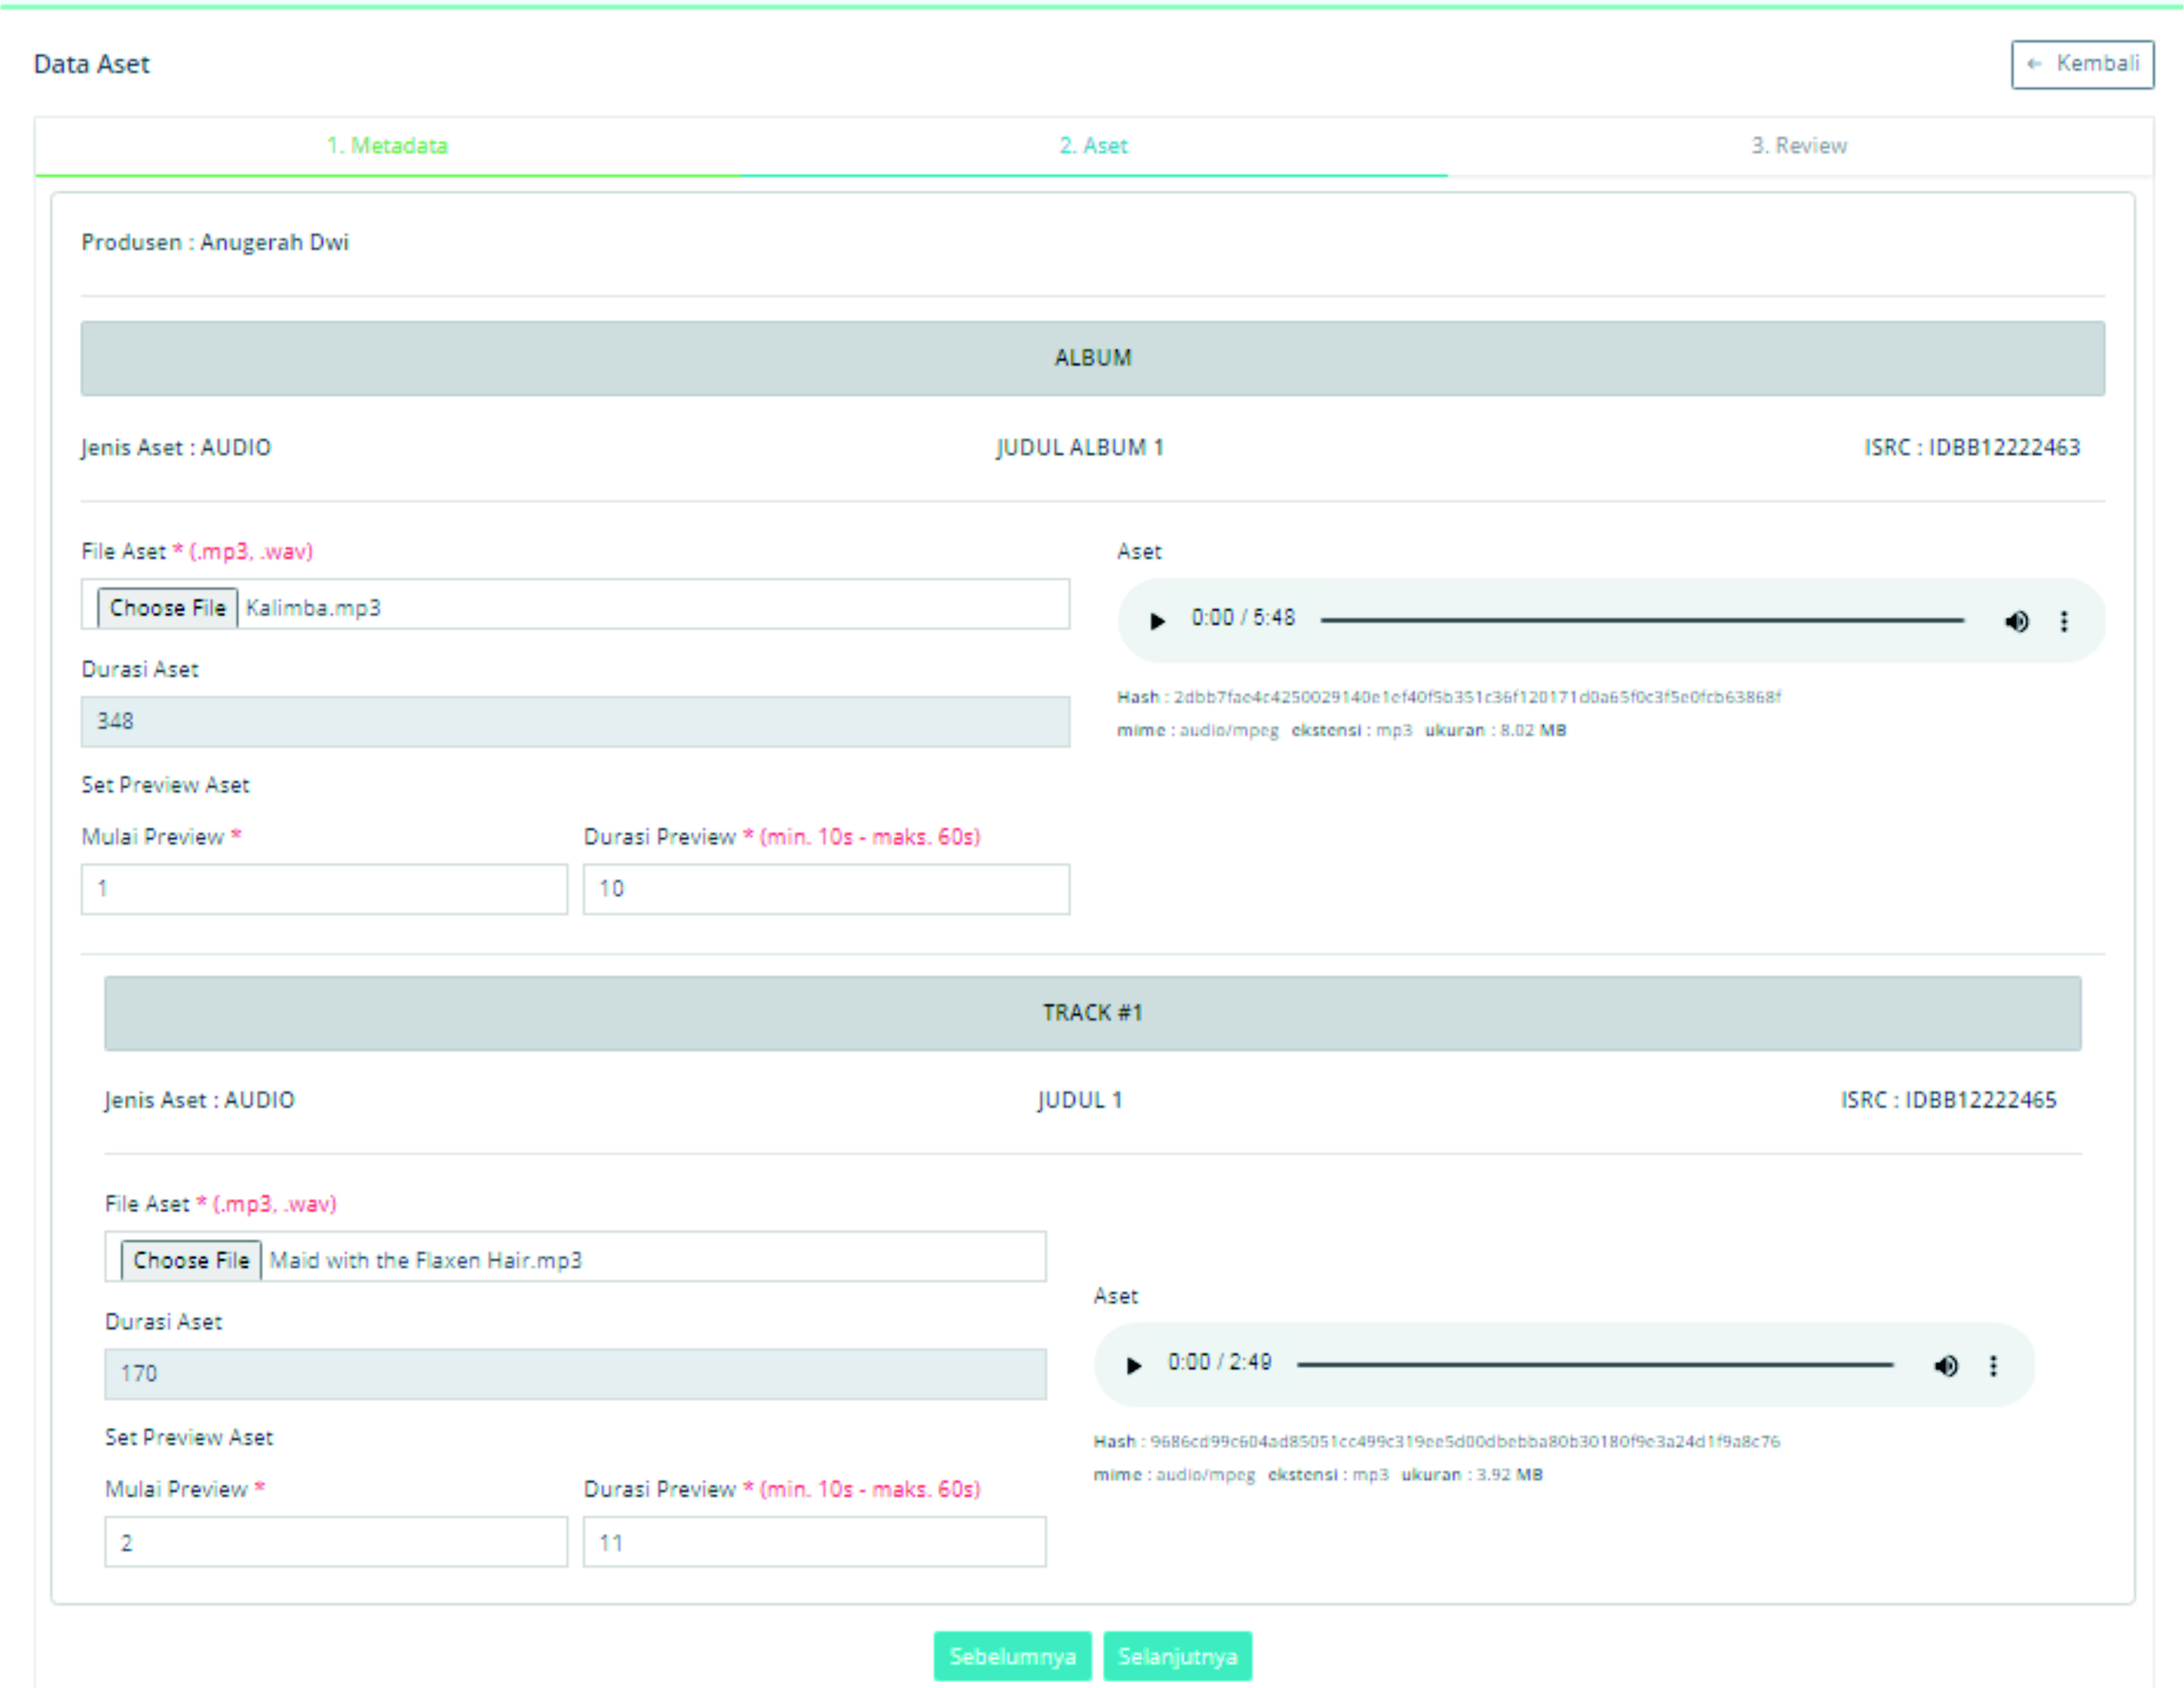 Data Aset
← Kembali
1. Metadata
2. Aset
3. Review
Produsen : Anugerah Dwi
ALBUM
Jenis Aset : AUDIO
JUDUL ALBUM 1
ISRC : IDBB12222463
File Aset * (.mp3, .wav)
Aset
Choose File Kalimba.mp3
0:00 / 5:48
Durasi Aset
348
Hash : 2dbb7fae4c4250029140e1ef40f5b351c36f120171d0a65f0c3f5e0fcb63868f
mime : audio/mpeg ekstensi : mp3 ukuran : 8.02 MB
Set Preview Aset
Mulai Preview *
Durasi Preview * (min. 10s - maks. 60s)
1
10
TRACK #1
Jenis Aset : AUDIO
JUDUL 1
ISRC : IDBB12222465
File Aset * (.mp3, .wav)
Choose File Maid with the Flaxen Hair.mp3
Aset
Durasi Aset
170
0:00 / 2:49
Set Preview Aset
Hash : 9686cd99c604ad85051cc499c319ee5d00dbebba80b30180f9e3a24d1f9a8c76
mime : audio/mpeg ekstensi : mp3 ukuran : 3.92 MB
Mulai Preview *
Durasi Preview * (min. 10s - maks. 60s)
2
11
Sebelumnya
Selanjutnya